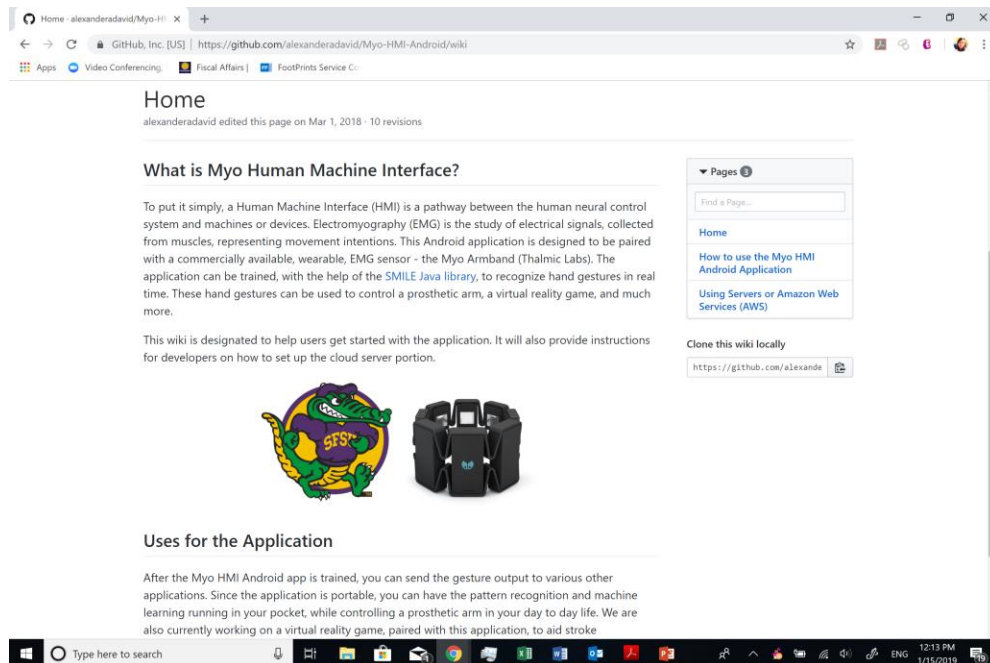 Home · alexanderadavid/Myo-H
GitHub, Inc. [US] | https://github.com/alexanderadavid/Myo-HMI-Android/wiki
Apps Video Conferencing. Fiscal Affairs | FootPrints Service Co
Home
alexanderadavid edited this page on Mar 1, 2018 · 10 revisions
What is Myo Human Machine Interface?
To put it simply, a Human Machine Interface (HMI) is a pathway between the human neural control
system and machines or devices. Electromyography (EMG) is the study of electrical signals, collected
from muscles, representing movement intentions. This Android application is designed to be paired
with a commercially available, wearable, EMG sensor - the Myo Armband (Thalmic Labs). The
application can be trained, with the help of the SMILE Java library, to recognize hand gestures in real
time. These hand gestures can be used to control a prosthetic arm, a virtual reality game, and much
more.
This wiki is designated to help users get started with the application. It will also provide instructions
for developers on how to set up the cloud server portion.
SFSU
Uses for the Application
After the Myo HMI Android app is trained, you can send the gesture output to various other
applications. Since the application is portable, you can have the pattern recognition and machine
learning running in your pocket, while controlling a prosthetic arm in your day to day life. We are
also currently working on a virtual reality game, paired with this application, to aid stroke
Pages 3
Find a Page...
Home
How to use the Myo HMI
Android Application
Using Servers or Amazon Web
Services (AWS)
Clone this wiki locally
https://github.com/alexande
Type here to search
ENG
12:13 PM
1/15/2019
19